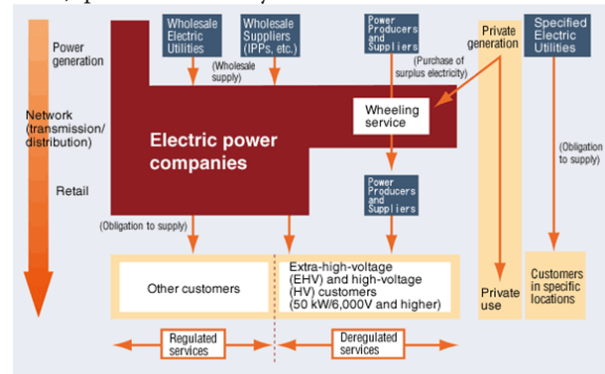 Power
generation
Network
(transmission/
distribution)
Retail
Wholesale
Electric
Utilities
Wholesale
Suppliers
(IPPs, etc.)
(Wholesale
supply)
Power
Producers
and
Suppliers
(Purchase of
surplus electricity)
Private
generation
Specified
Electric
Utilities
Electric power
companies
Wheeling
service
Power
Producers
and
Suppliers
(Obligation
to supply)
(Obligation to supply)
Other customers
Extra-high-voltage
(EHV) and high-voltage
(HV) customers
(50 kW/6,000V and higher)
Private
use
Customers
in specific
locations
Regulated
services
Deregulated
services